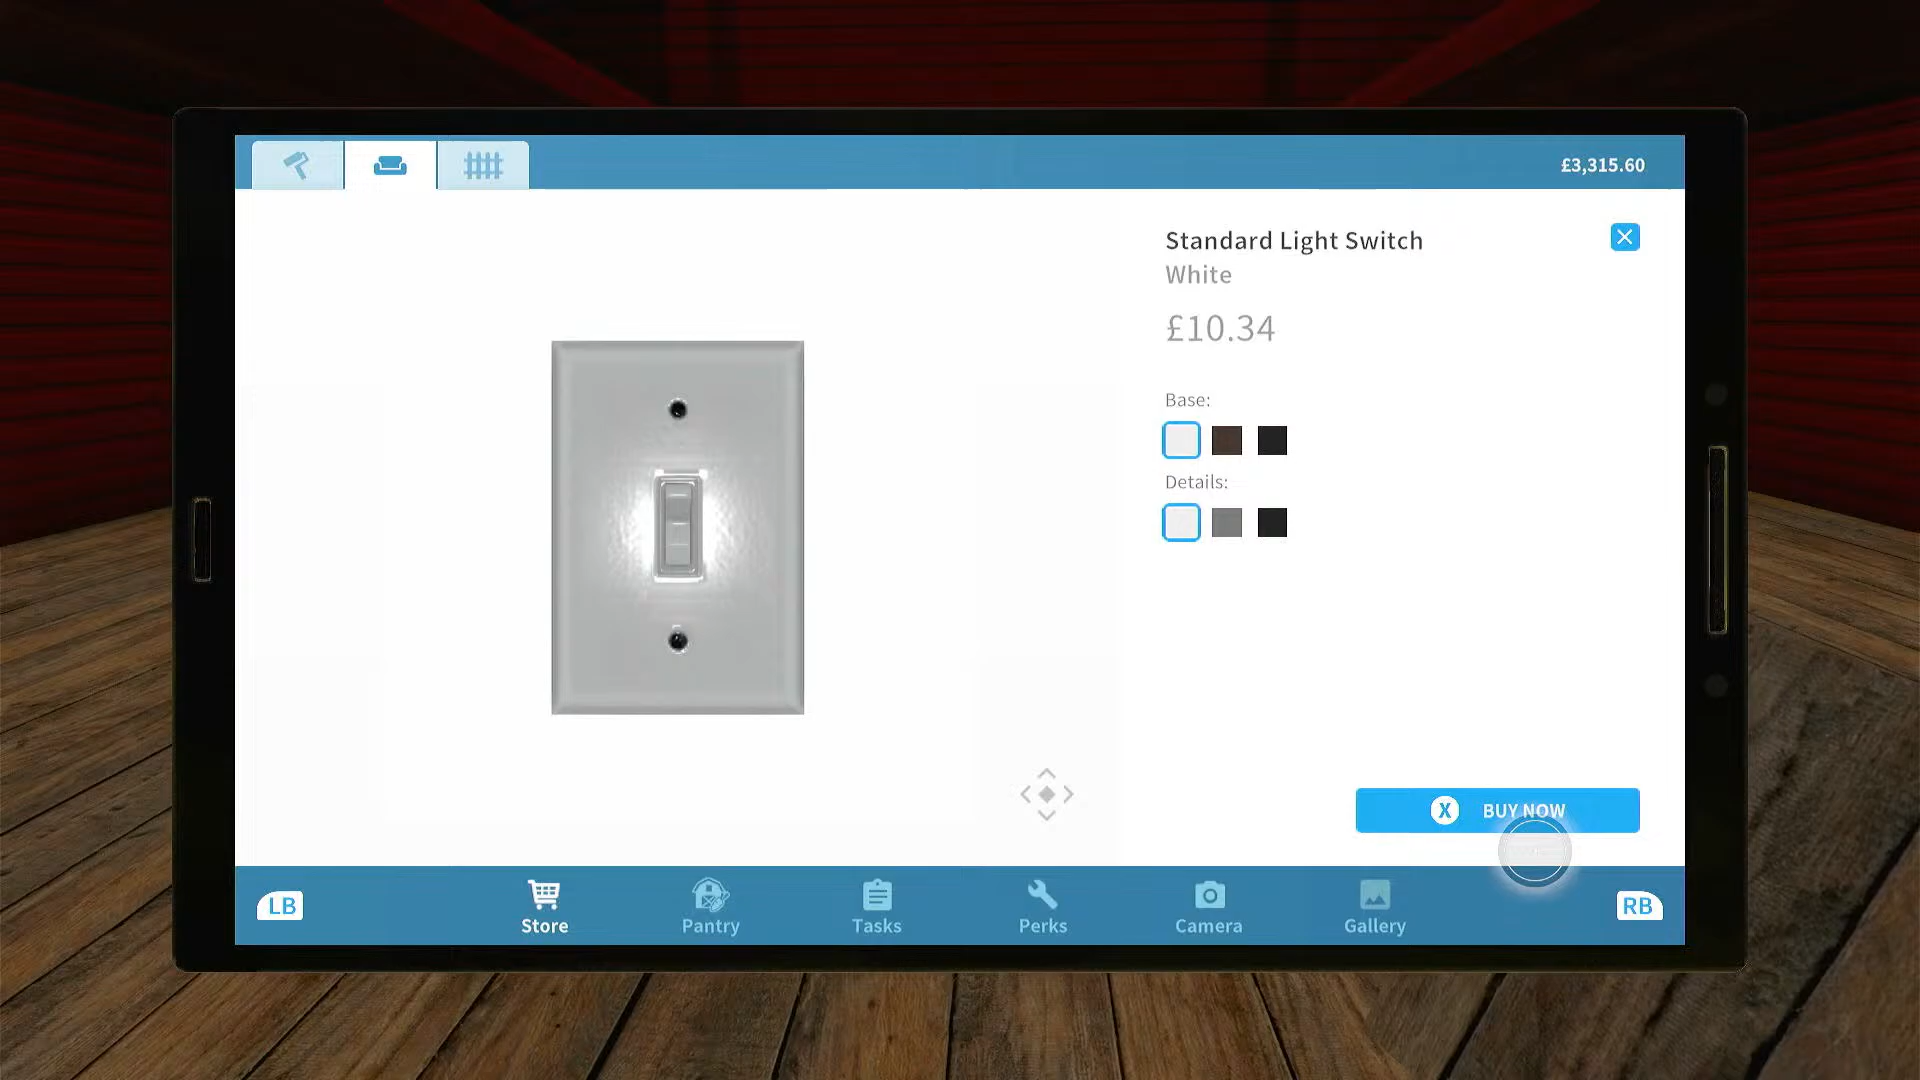 £3,315.60
Standard Light Switch
White
£10.34
Base:
Details:
X BUY NOW
LB
Store
Pantry
Tasks
Perks
Camera
Gallery
RB